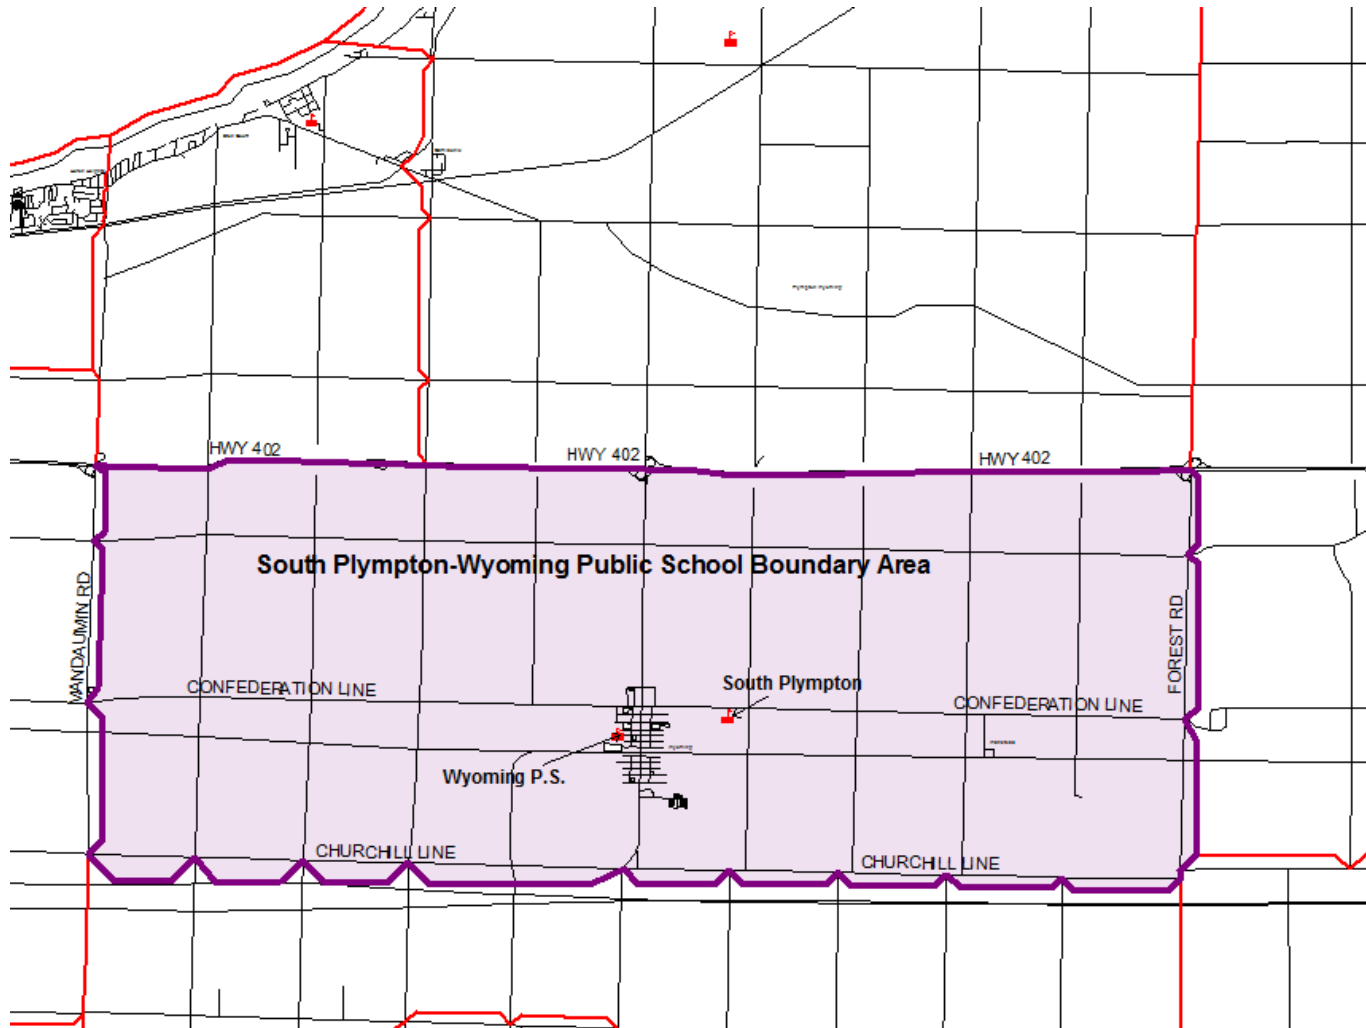 HWY 402
HWY 402
HWY 402
South Plympton-Wyoming Public School Boundary Area
MANDAUMIN RD
FOREST RD
CONFEDERATION LINE
South Plympton
CONFEDERATION LINE
Wyoming P.S.
CHURCHILL LINE
CHURCHILL LINE